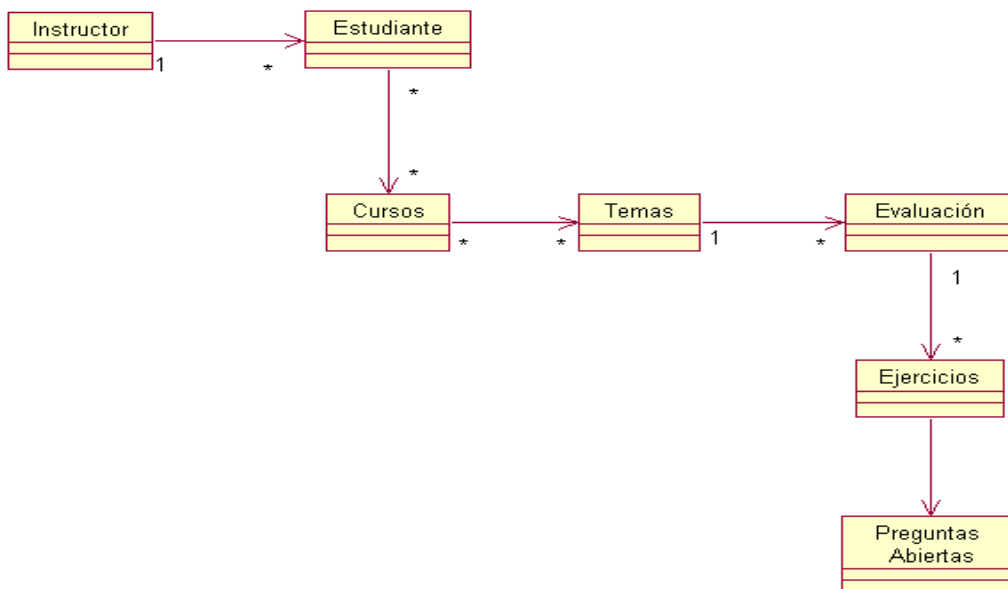 Instructor
Estudiante
1
*
*
*
Cursos
Temas
Evaluación
*
*
1
*
1
*
Ejercicios
Preguntas
Abiertas